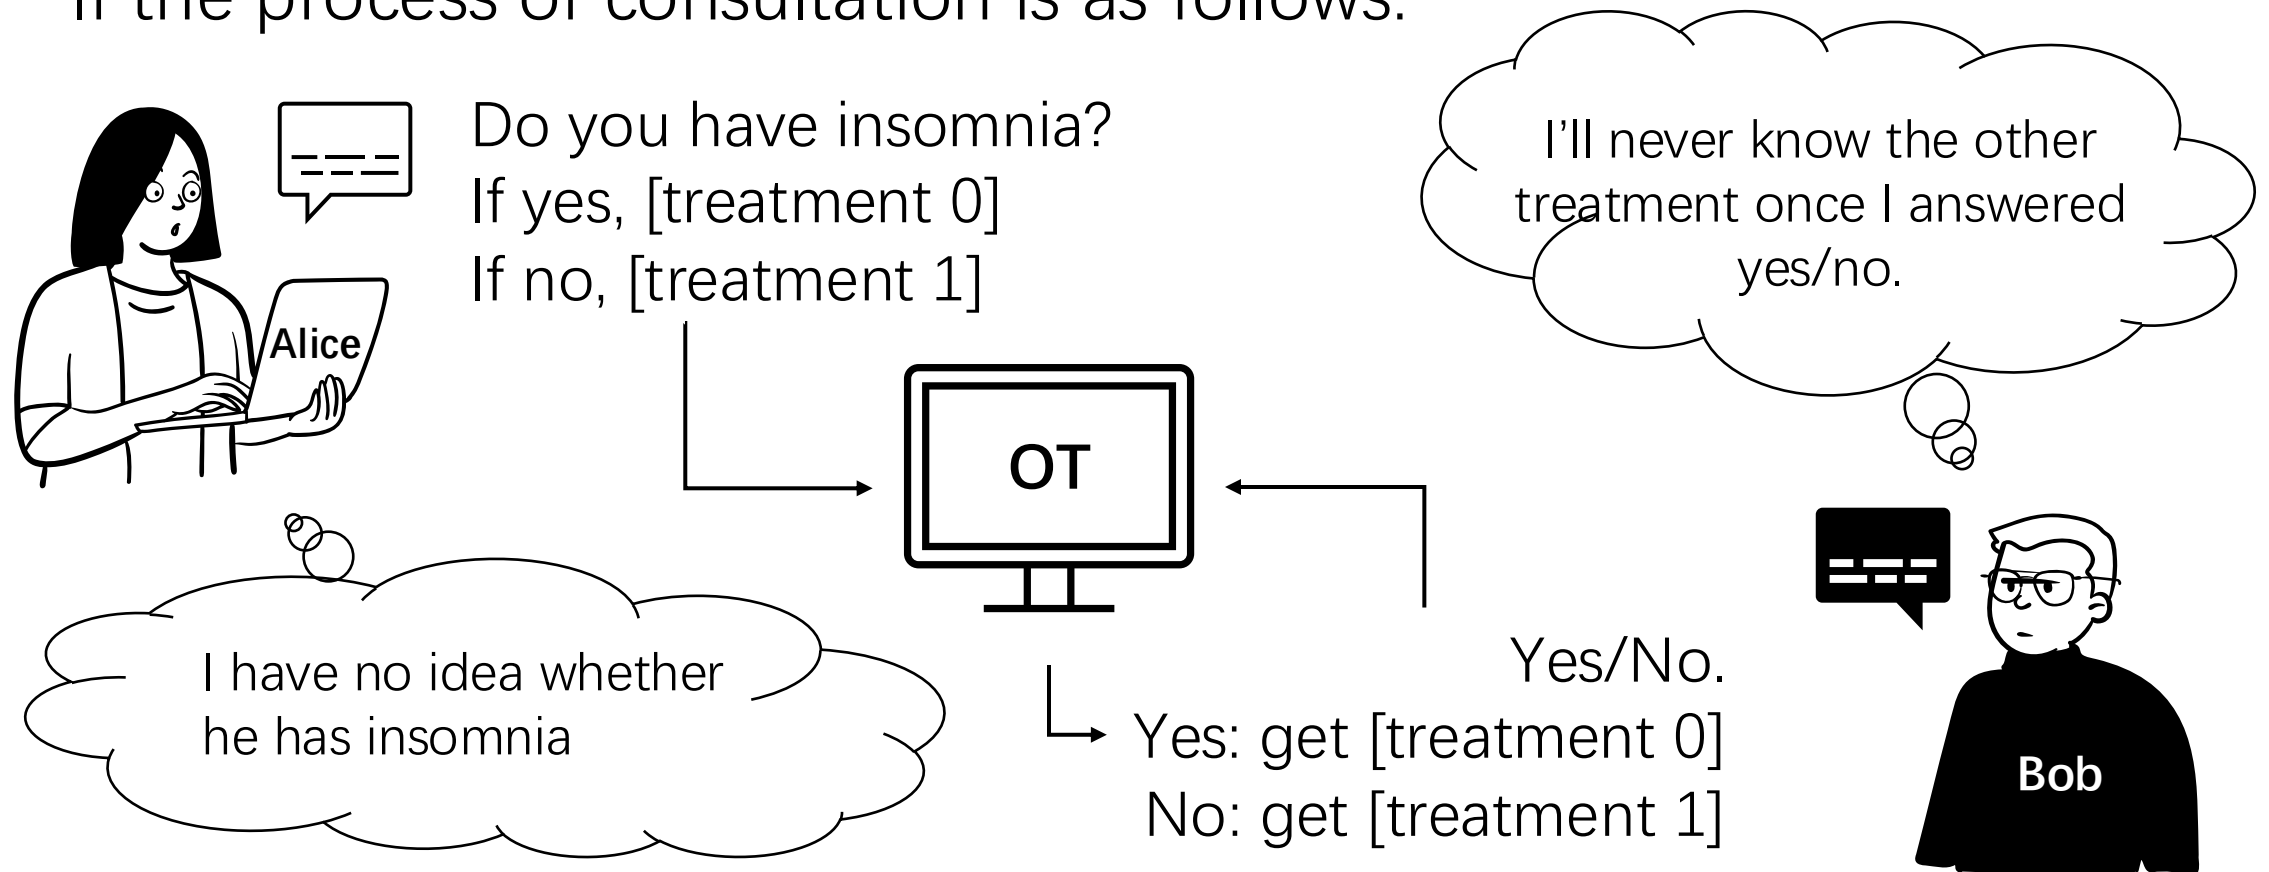 If the process of consultation is as follows:
Do you have insomnia?
If yes, [treatment 0]
If no, [treatment 1]
I'll never know the other
treatment once I answered
yes/no.
Alice
OT
I have no idea whether
he has insomnia
Yes/No.
Yes: get [treatment 0]
No: get [treatment 1]
Bob